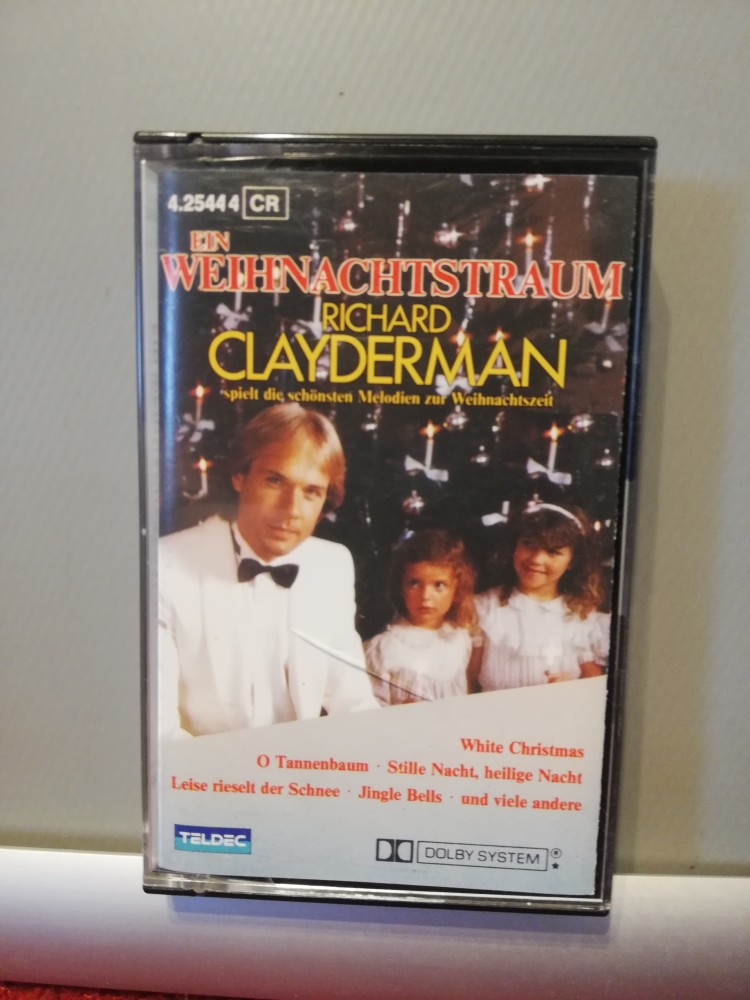 4.25444 CR
EIN
WEIHNACHTSTRAUM
RICHARD
CLAYDERMAN
spielt die schönsten Melodien zur Weihnachtszeit
White Christmas
O Tannenbaum · Stille Nacht, heilige Nacht
Leise rieselt der Schnee · Jingle Bells · und viele andere
TELDEC
DOLBY SYSTEM ®